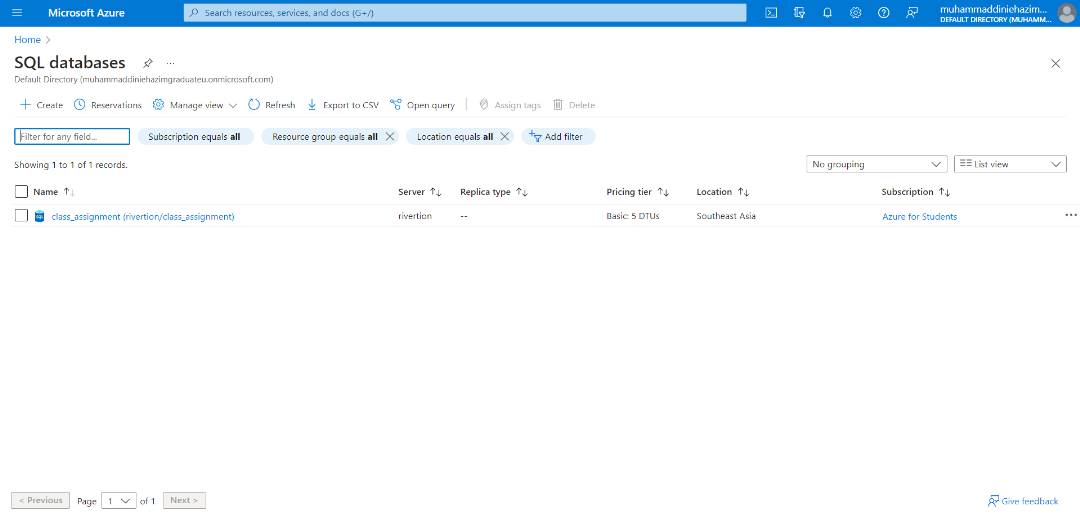 Microsoft Azure
Search resources, services, and docs (G+/)
muhammaddiniehazim...
DEFAULT DIRECTORY (MUHAMM...
Home >
SQL databases
...
Default Directory (muhammaddiniehazimgraduateu.onmicrosoft.com)
+ Create Reservations Manage view Refresh Export to CSV Open query Assign tags Delete
Filter for any field... Subscription equals all Resource group equals all Location equals all Add filter
Showing 1 to 1 of 1 records. No grouping List view
Name Server Replica type Pricing tier Location Subscription
class_assignment (rivertion/class_assignment) rivertion -- Basic: 5 DTUs Southeast Asia Azure for Students ...
< Previous Page 1 of 1 Next > Give feedback